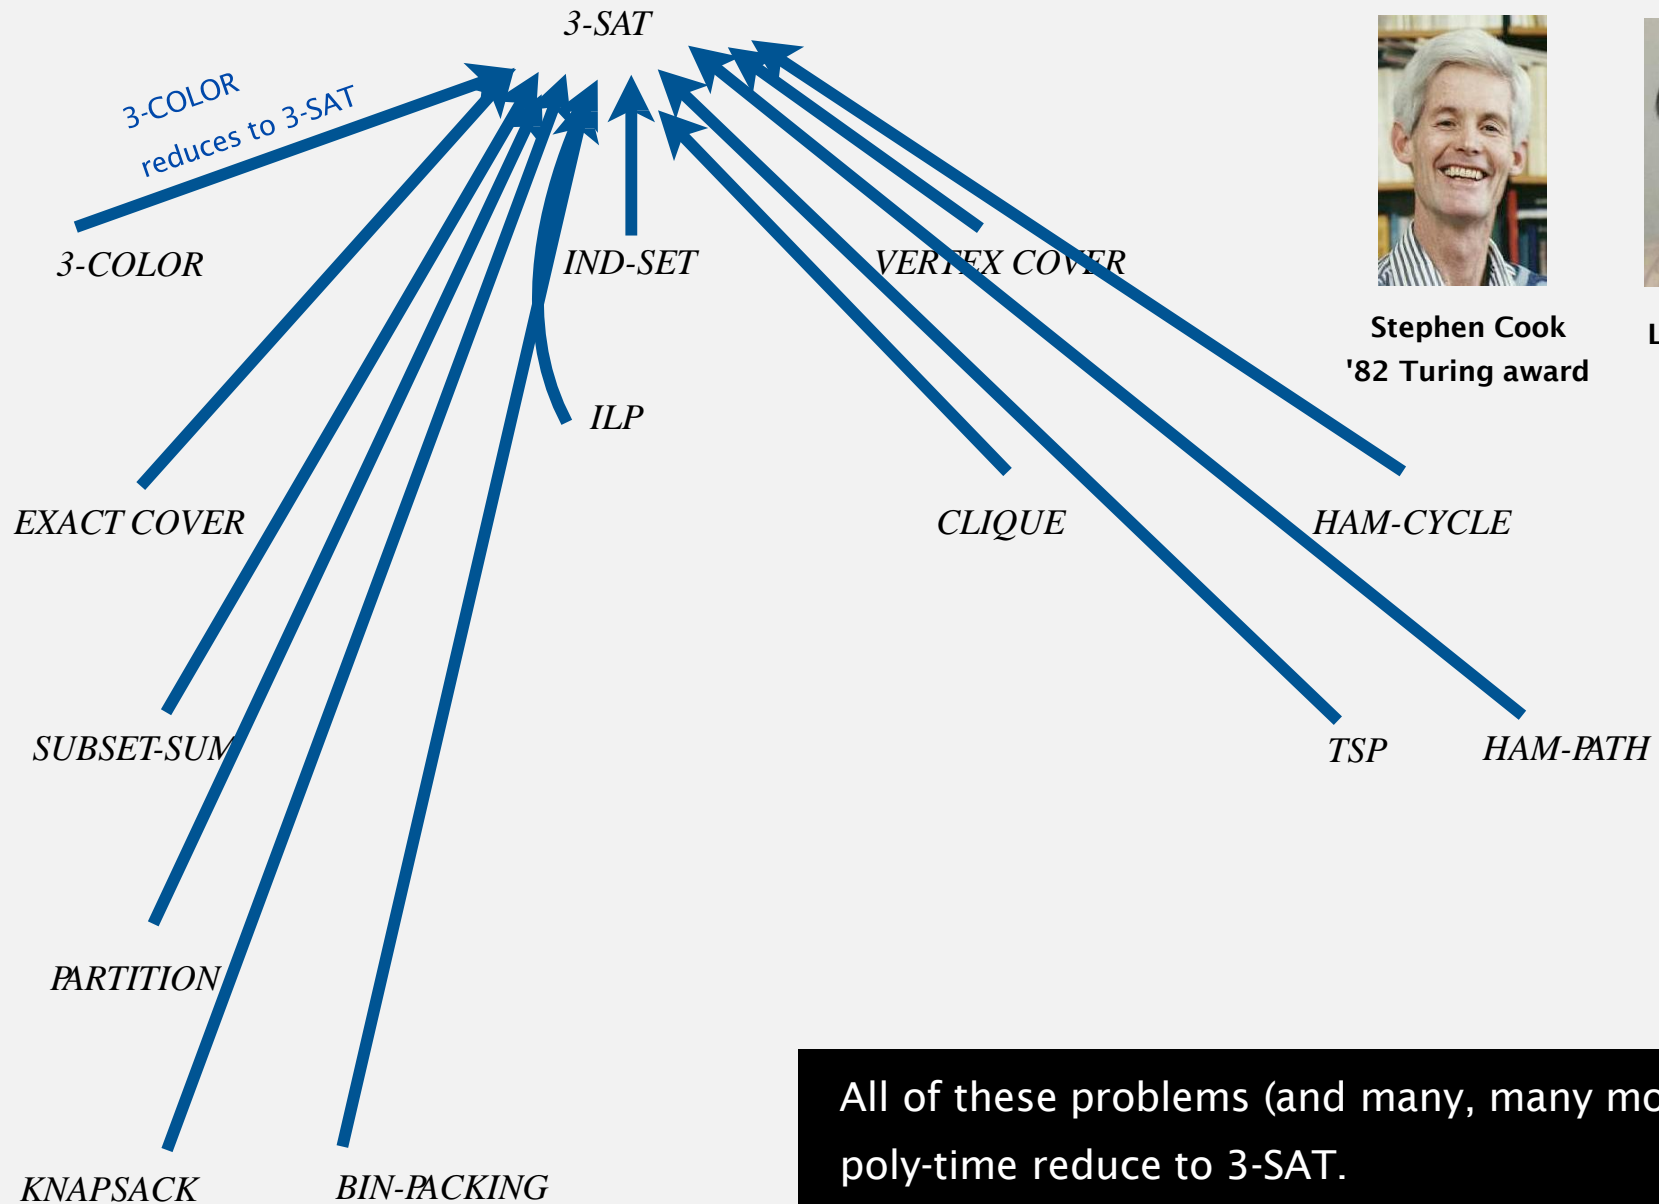 3-SAT
3-COLOR
reduces to 3-SAT
3-COLOR
IND-SET
VERTEX COVER
Stephen Cook
'82 Turing award
L
ILP
EXACT COVER
CLIQUE
HAM-CYCLE
SUBSET-SUM
TSP
HAM-PATH
PARTITION
All of these problems (and many, many mo
poly-time reduce to 3-SAT.
KNAPSACK
BIN-PACKING